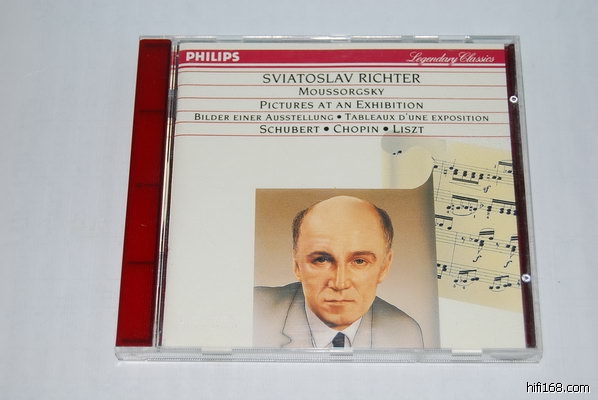 PHILIPS
Legendary Classics
SVIATOSLAV RICHTER
MOUSSORGSKY
PICTURES AT AN EXHIBITION
BILDER EINER AUSSTELLUNG • TABLEAUX D'UNE EXPOSITION
SCHUBERT • CHOPIN • LISZT
hifi168.com